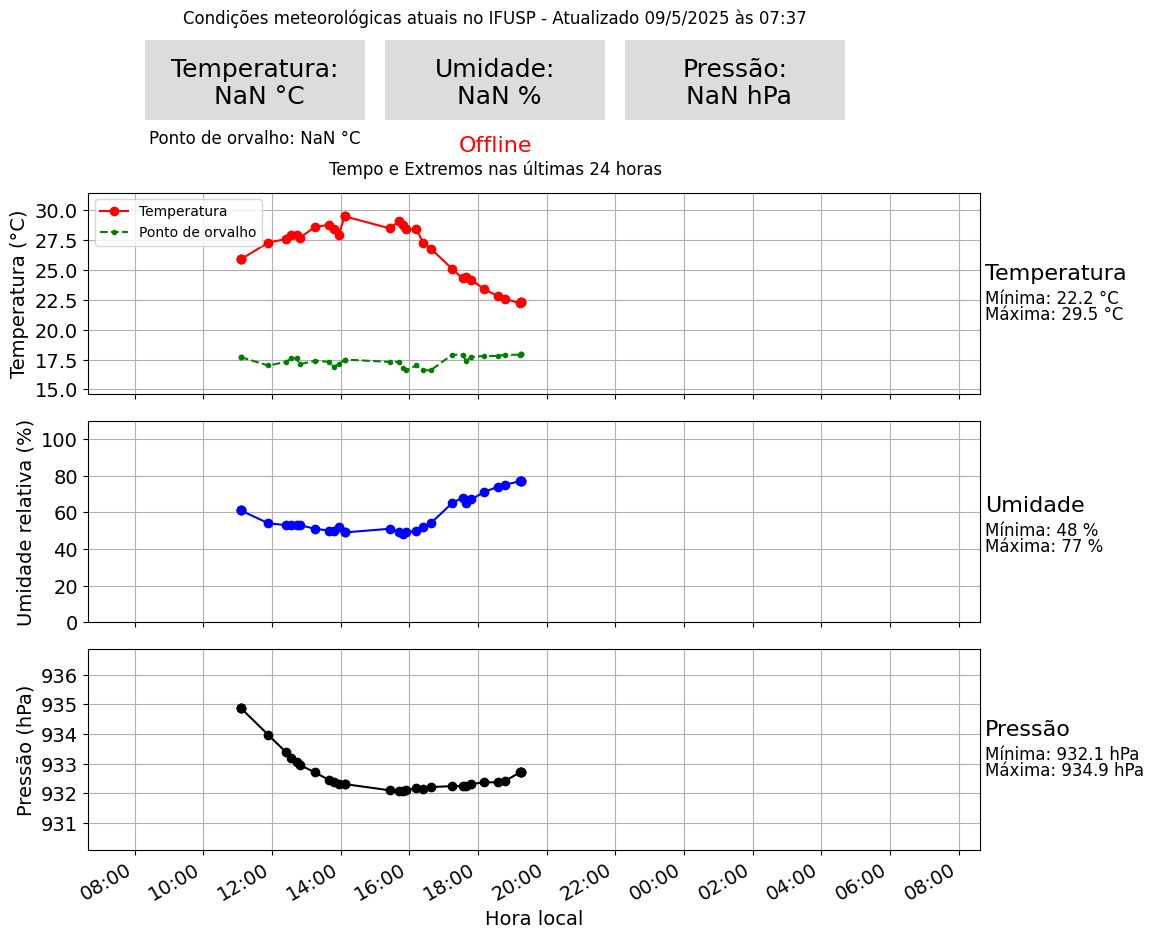 Condições meteorológicas atuais no IFUSP - Atualizado 09/5/2025 às 07:37
Temperatura:
NaN °C
Umidade:
NaN %
Pressão:
NaN hPa
Ponto de orvalho: NaN °C
Offline
Tempo e Extremos nas últimas 24 horas
Temperatura (°C)
30.0
27.5
25.0
22.5
20.0
17.5
15.0
Temperatura
Ponto de orvalho
Temperatura
Mínima: 22.2 °C
Máxima: 29.5 °C
Umidade relativa (%)
100
80
60
40
20
0
Umidade
Mínima: 48 %
Máxima: 77 %
Pressão (hPa)
936
935
934
933
932
931
Pressão
Mínima: 932.1 hPa
Máxima: 934.9 hPa
08:00 10:00 12:00 14:00 16:00 18:00 20:00 22:00 00:00 02:00 04:00 06:00 08:00
Hora local